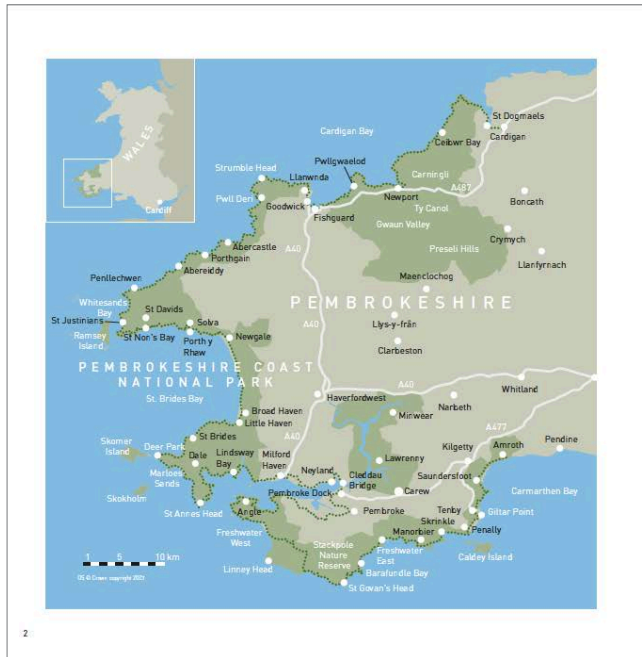 WALES
Cardiff
Cardigan Bay
St Dogmaels
Cardigan
Ceibwr Bay
Pwllgwaelod
Strumble Head
Llanwnda
Carningli
Pwll Deri
Goodwick
Newport
A487
Boncath
Fishguard
Ty Canol
Gwaun Valley
Crymych
Abercastle
A40
Preseli Hills
Porthgain
Llanfyrnach
Abereiddy
Maenclochog
Penllechwen
PEMBROKESHIRE
Whitesands
Bay
St Davids
St Justinians
Solva
A40
Llys-y-frân
Ramsey
Island
St Non's Bay
Porth y
Rhaw
Newgale
Clarbeston
PEMBROKESHIRE COAST
NATIONAL PARK
A40
Whitland
St. Brides Bay
Haverfordwest
Narberth
Broad Haven
Minwear
Little Haven
A477
St Brides
A40
Kilgetty
Amroth
Pendine
Skomer
Island
Deer Park
Dale
Lindsway
Bay
Milford
Haven
Lawrenny
Marloes
Sands
Neyland
Cleddau
Bridge
Saundersfoot
Skokholm
Pembroke Dock
Carew
Carmarthen Bay
St Annes Head
Angle
Pembroke
Tenby
Giltar Point
Skrinkle
Freshwater
West
Manorbier
Penally
Stackpole
Nature
Reserve
Freshwater
East
Caldey Island
Linney Head
Barafundle Bay
St Govan's Head
1 5 10 km
OS © Crown copyright 2023
2